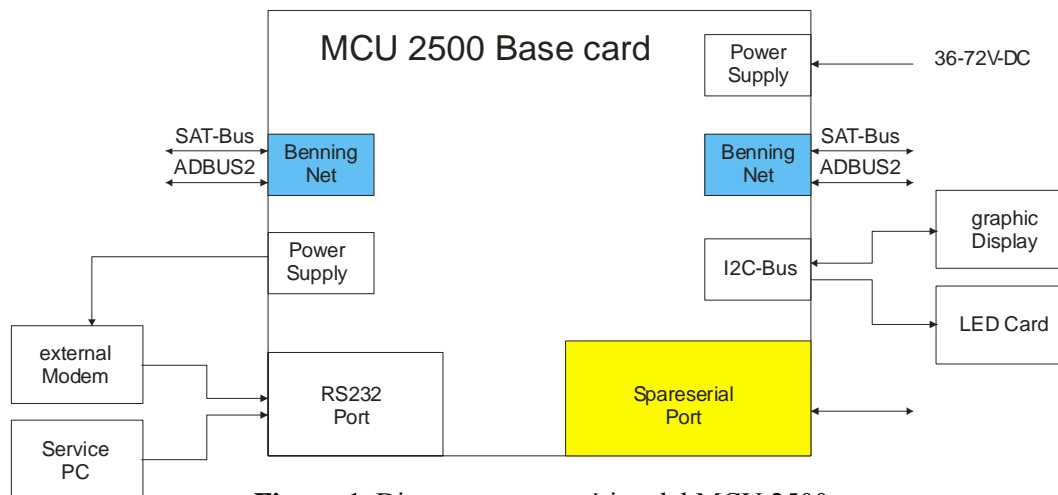 MCU 2500 Base card
Power
Supply
36-72V-DC
SAT-Bus
ADBUS2
Benning
Net
Benning
Net
SAT-Bus
ADBUS2
graphic
Display
Power
Supply
I2C-Bus
LED Card
external
Modem
RS232
Port
Spareserial
Port
Service
PC